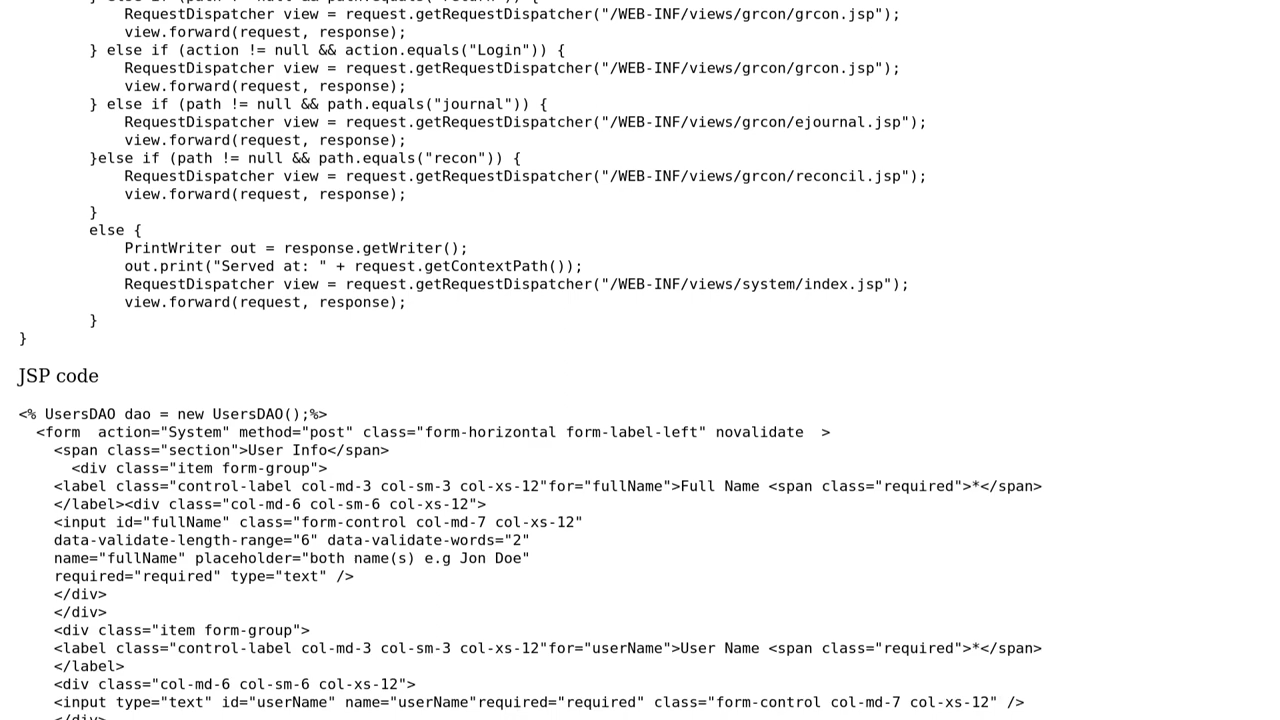 } else if (path != null && path.equals("return")) {
RequestDispatcher view = request.getRequestDispatcher("/WEB-INF/views/grcon/grcon.jsp");
view.forward(request, response);
} else if (action != null && action.equals("Login")) {
RequestDispatcher view = request.getRequestDispatcher("/WEB-INF/views/grcon/grcon.jsp");
view.forward(request, response);
} else if (path != null && path.equals("journal")) {
RequestDispatcher view = request.getRequestDispatcher("/WEB-INF/views/grcon/ejournal.jsp");
view.forward(request, response);
}else if (path != null && path.equals("recon")) {
RequestDispatcher view = request.getRequestDispatcher("/WEB-INF/views/grcon/reconcil.jsp");
view.forward(request, response);
}
else {
PrintWriter out = response.getWriter();
out.print("Served at: " + request.getContextPath());
RequestDispatcher view = request.getRequestDispatcher("/WEB-INF/views/system/index.jsp");
view.forward(request, response);
}
}
JSP code
<% UsersDAO dao = new UsersDAO();%>
<form  action="System" method="post" class="form-horizontal form-label-left" novalidate  >
<span class="section">User Info</span>
<div class="item form-group">
<label class="control-label col-md-3 col-sm-3 col-xs-12"for="fullName">Full Name <span class="required">*</span>
</label><div class="col-md-6 col-sm-6 col-xs-12">
<input id="fullName" class="form-control col-md-7 col-xs-12"
data-validate-length-range="6" data-validate-words="2"
name="fullName" placeholder="both name(s) e.g Jon Doe"
required="required" type="text" />
</div>
</div>
<div class="item form-group">
<label class="control-label col-md-3 col-sm-3 col-xs-12"for="userName">User Name <span class="required">*</span>
</label>
<div class="col-md-6 col-sm-6 col-xs-12">
<input type="text" id="userName" name="userName"required="required" class="form-control col-md-7 col-xs-12" />
</div>